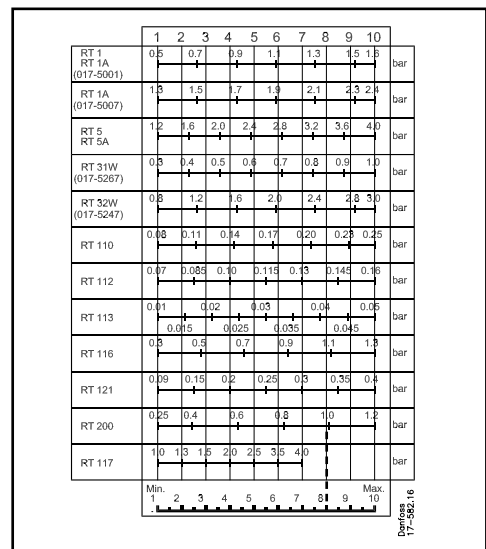 1 2 3 4 5 6 7 8 9 10
RT 1
RT 1A
(017-5001)
0.5 0.7 0.9 1.1 1.3 1.5 1.6 bar
RT 1A
(017-5007)
1.3 1.5 1.7 1.9 2.1 2.3 2.4 bar
RT 5
RT 5A
1.2 1.6 2.0 2.4 2.8 3.2 3.6 4.0 bar
RT 31W
(017-5267)
0.3 0.4 0.5 0.6 0.7 0.8 0.9 1.0 bar
RT 32W
(017-5247)
0.8 1.2 1.6 2.0 2.4 2.8 3.0 bar
RT 110 0.08 0.11 0.14 0.17 0.20 0.23 0.25 bar
RT 112 0.07 0.085 0.10 0.115 0.13 0.145 0.16 bar
RT 113 0.01 0.02 0.03 0.04 0.05 bar
0.015 0.025 0.035 0.045
RT 116 0.3 0.5 0.7 0.9 1.1 1.3 bar
RT 121 0.09 0.15 0.2 0.25 0.3 0.35 0.4 bar
RT 200 0.25 0.4 0.6 0.8 1.0 1.2 bar
RT 117 1.0 1.3 1.5 2.0 2.5 3.5 4.0 bar
Min. Max.
1 2 3 4 5 6 7 8 9 10
Danfoss
17-582.16